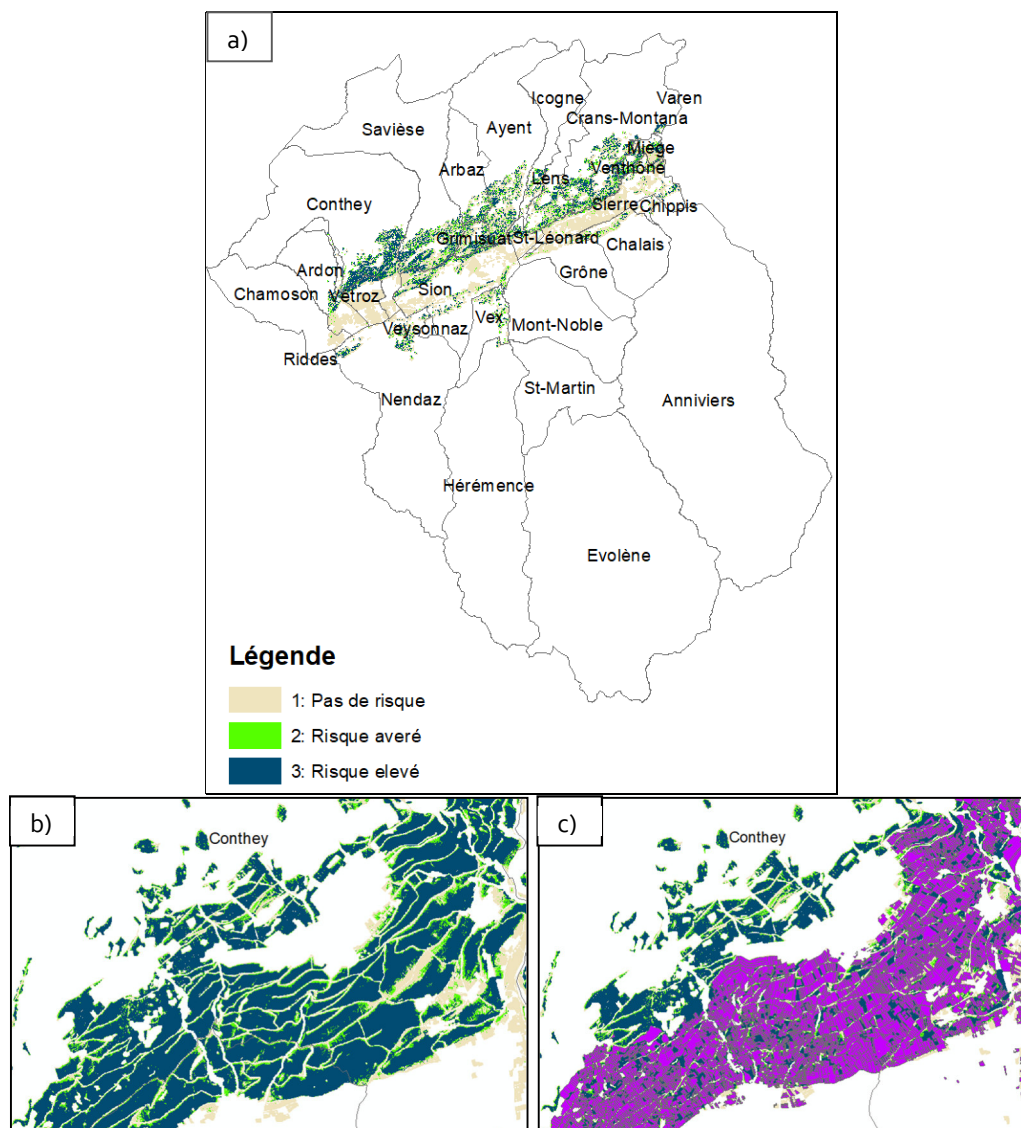 a)
Icogne
Varen
Crans-Montana
Savièse
Ayent
Miège
Arbaz
Venthône
Lens
Conthey
Sierre
Chippis
Grimisuat
St-Léonard
Chalais
Ardon
Grône
Chamoson
Vétroz
Sion
Vex
Mont-Noble
Veysonnaz
Riddes
St-Martin
Nendaz
Anniviers
Hérémence
Evolène
Légende
1: Pas de risque
2: Risque averé
3: Risque elevé
b)
Conthey
c)
Conthey